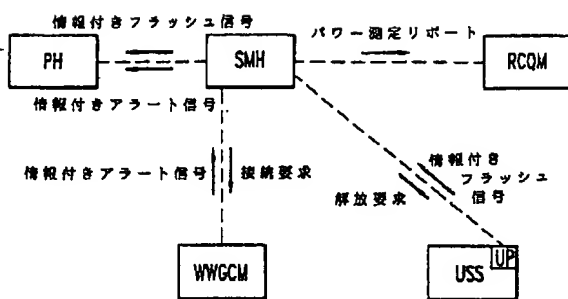 情報付きフラッシュ信号
パワー測定リポート
PH
SMH
RCQM
情報付きアラート信号
情報付きアラート信号
接続要求
情報付き
フラッシュ
信号
解放要求
WWGCM
UP
USS